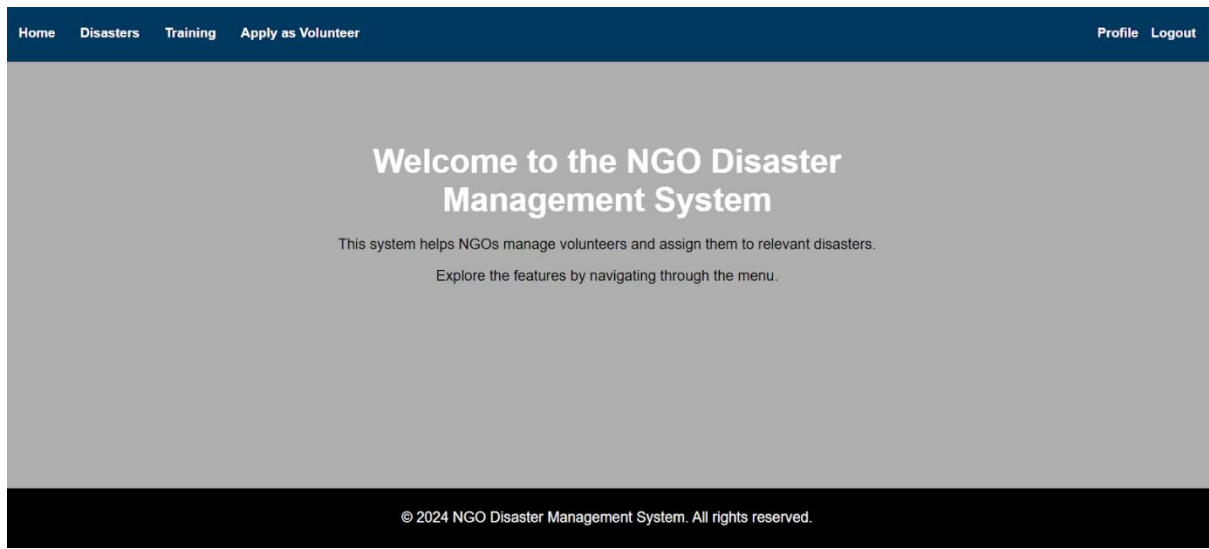 Home Disasters Training Apply as Volunteer Profile Logout
Welcome to the NGO Disaster
Management System
This system helps NGOs manage volunteers and assign them to relevant disasters.
Explore the features by navigating through the menu.
© 2024 NGO Disaster Management System. All rights reserved.